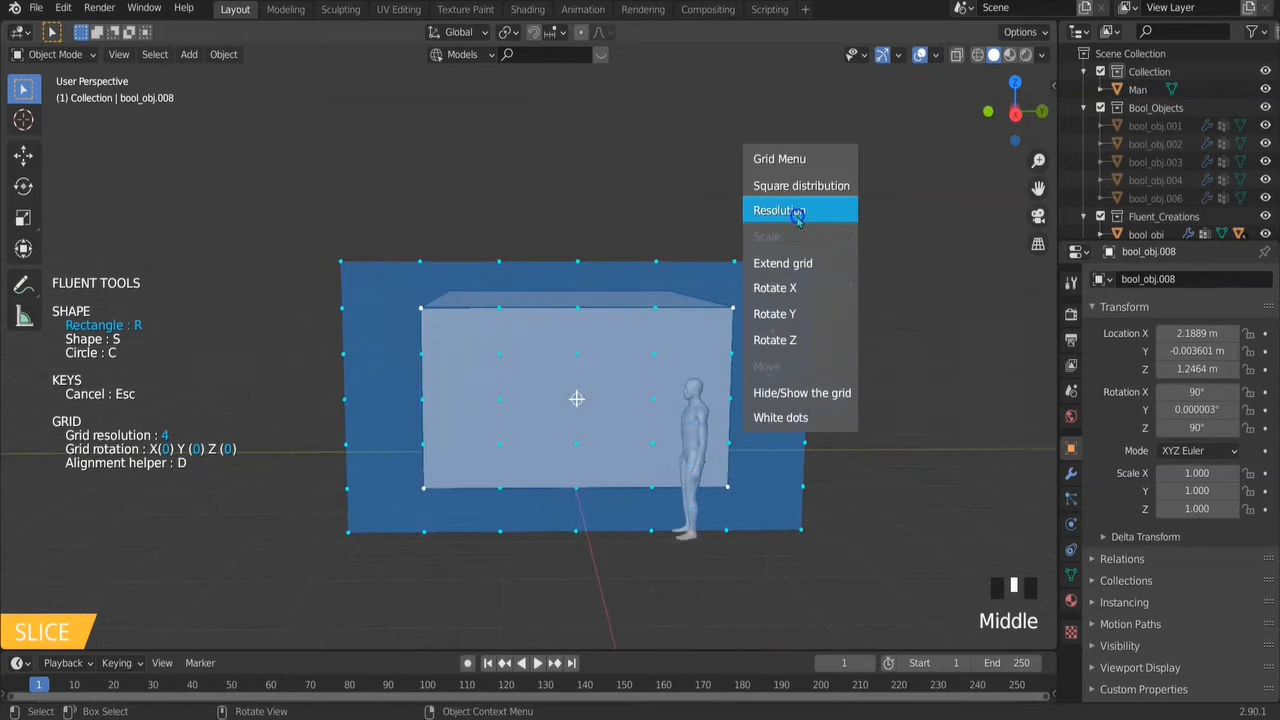 File Edit Render Window Help Layout Modeling Sculpting UV Editing Texture Paint Shading Animation Rendering Compositing Scripting + Scene View Layer
Global Options
Object Mode View Select Add Object Models
User Perspective
(1) Collection | bool_obj.008
Z
Y
X
Scene Collection
Collection
Man
Bool_Objects
bool_obj.001
bool_obj.002
bool_obj.003
bool_obj.004
bool_obj.006
Fluent_Creations
bool_obj
Grid Menu
Square distribution
Resolution
Scale
Extend grid
Rotate X
Rotate Y
Rotate Z
Move
Hide/Show the grid
White dots
FLUENT TOOLS
SHAPE
Rectangle : R
Shape : S
Circle : C
KEYS
Cancel : Esc
GRID
Grid resolution : 4
Grid rotation : X(0) Y (0) Z (0)
Alignment helper : D
bool_obj.008
bool_obj.008
Transform
Location X 2.1889 m
Y -0.003601 m
Z 1.2464 m
Rotation X 90°
Y 0.000003°
Z 90°
Mode XYZ Euler
Scale X 1.000
Y 1.000
Z 1.000
Delta Transform
Relations
Collections
Instancing
Motion Paths
Visibility
Viewport Display
Custom Properties
Middle
SLICE
Playback Keying View Marker 1 Start 1 End 250
1 10 20 30 40 50 60 70 80 90 100 110 120 130 140 150 160 170 180 190 200 210 220 230 240 250
Select Box Select Rotate View Object Context Menu 2.90.1